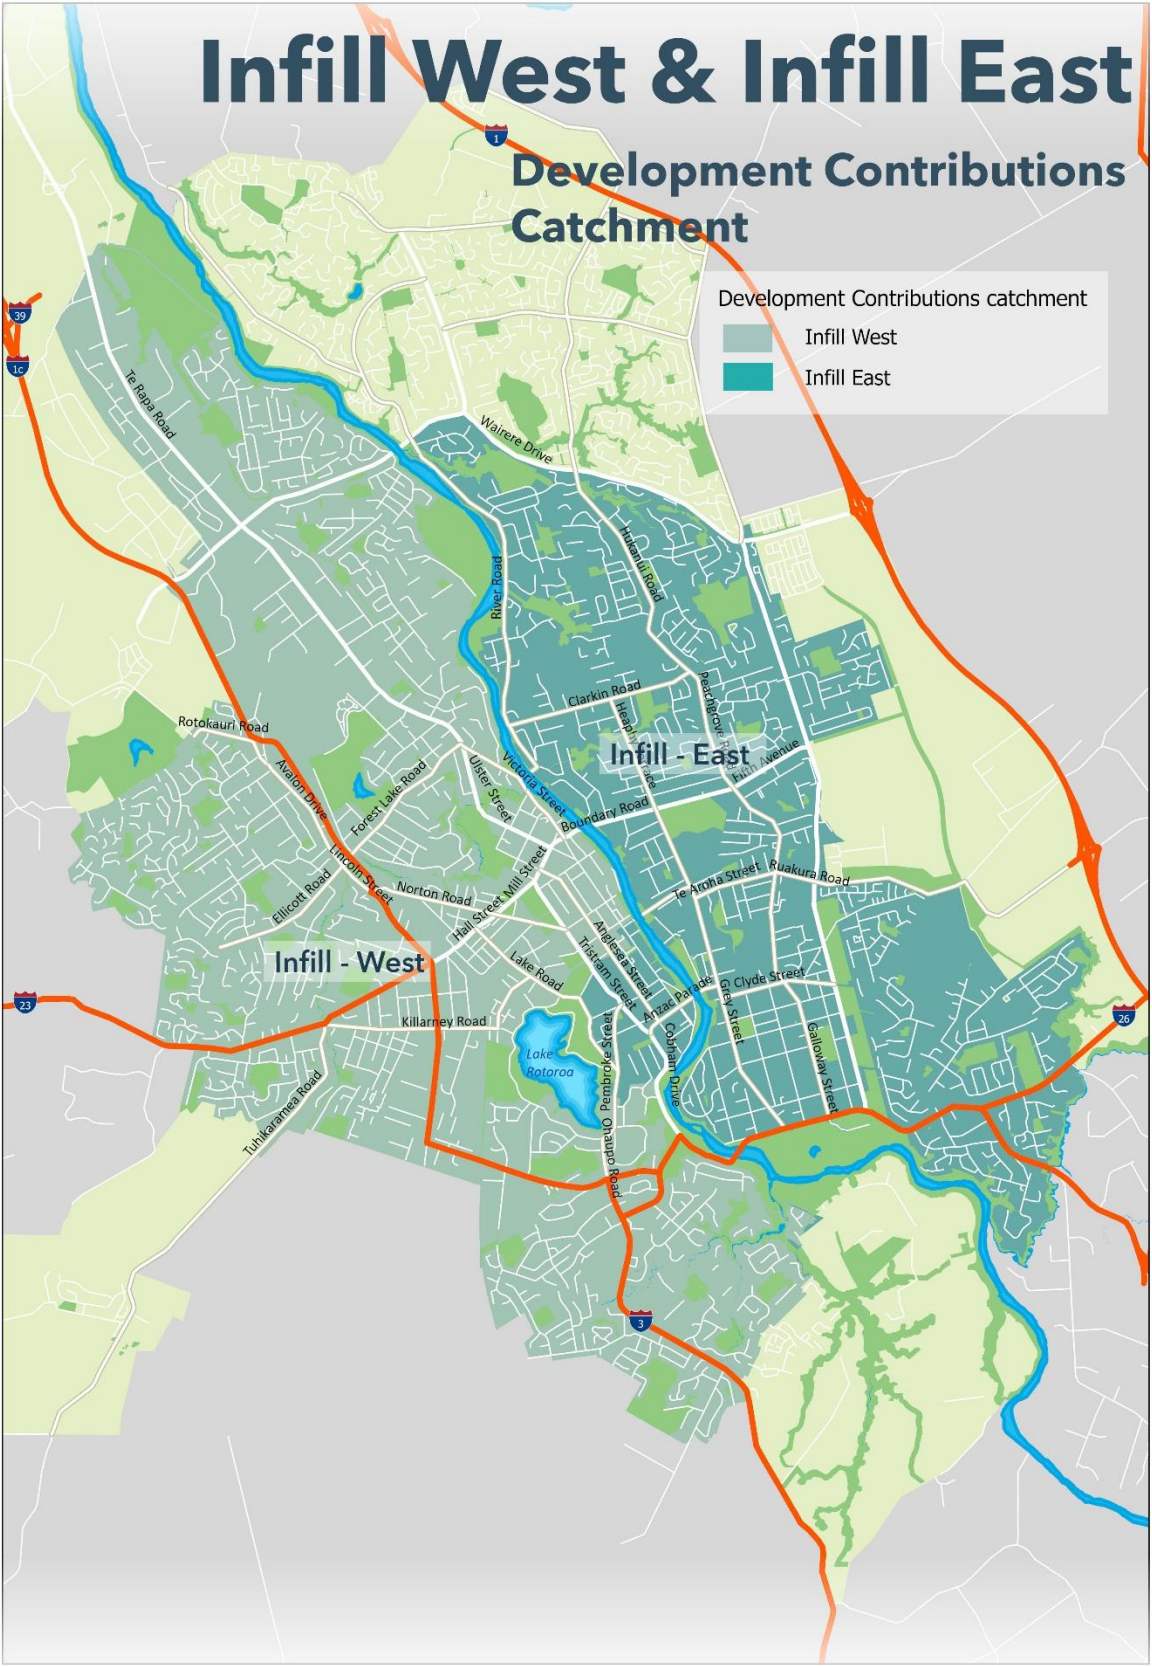 Infill West & Infill East
1
Development Contributions
Catchment
Development Contributions catchment
Infill West
Infill East
39
1c
Te Rapa Road
Wairere Drive
Hukanui Road
River Road
Clarkin Road
Peachgrove Road
Heaphy Terrace
Rotokauri Road
Infill - East
Fifth Avenue
Avalon Drive
Forest Lake Road
Ulster Street
Victoria Street
Boundary Road
Lincoln Street
Mill Street
Te Aroha Street
Ruakura Road
Ellicott Road
Norton Road
Hall Street
Infill - West
Lake Road
Anglesea Street
Tristram Street
Clyde Street
Anzac Parade
Grey Street
23
26
Killarney Road
Lake
Rotoroa
Pembroke Street
Cobham Drive
Galloway Street
Tuhikaramea Road
Ohaupo Road
3